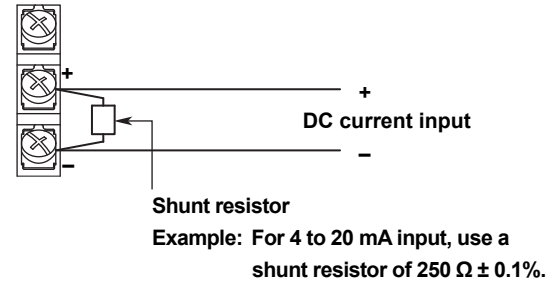 +
+
DC current input
−
−
Shunt resistor
Example: For 4 to 20 mA input, use a
shunt resistor of 250 Ω ± 0.1%.